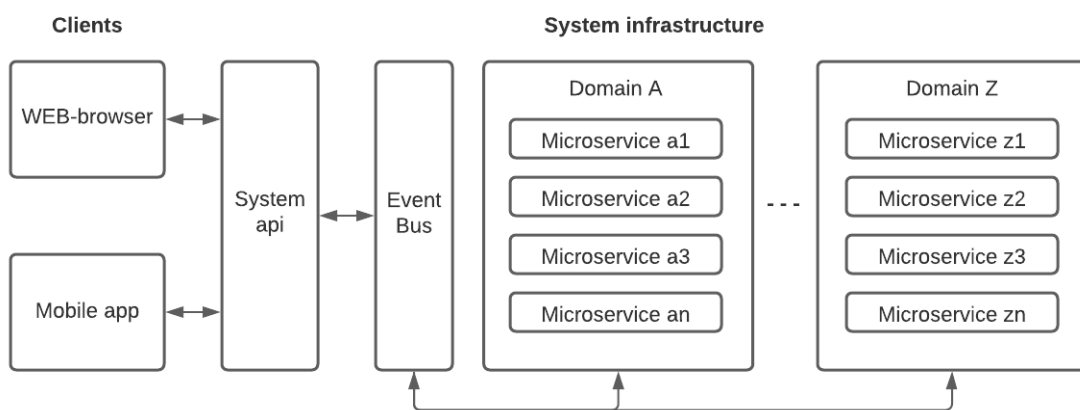 Clients
System infrastructure
WEB-browser
Mobile app
System
api
Event
Bus
Domain A
Microservice a1
Microservice a2
Microservice a3
Microservice an
- - -
Domain Z
Microservice z1
Microservice z2
Microservice z3
Microservice zn